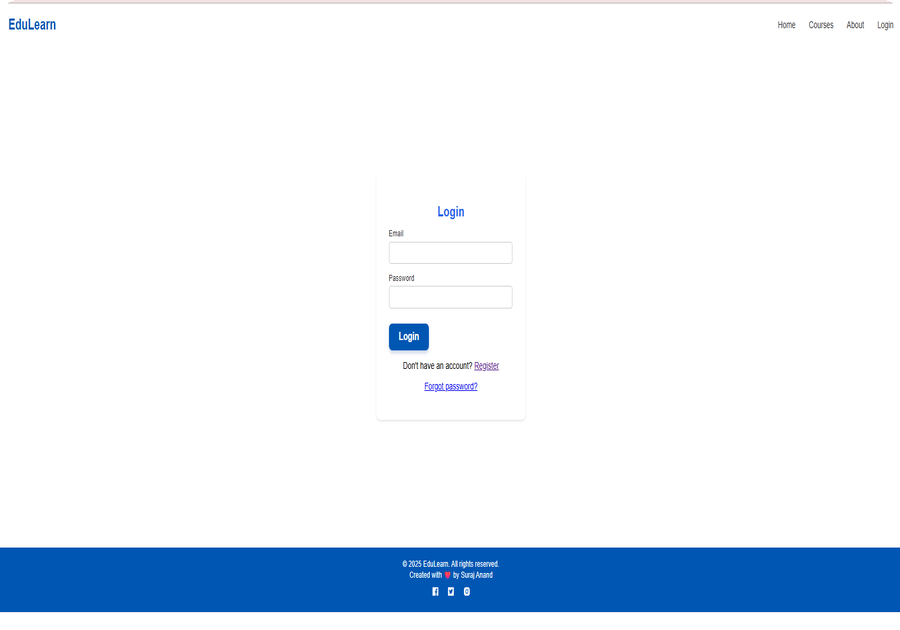 EduLearn
Home Courses About Login
Login
Email
Password
Login
Don't have an account? Register
Forgot password?
© 2025 EduLearn. All rights reserved.
Created with ❤️ by Suraj Anand